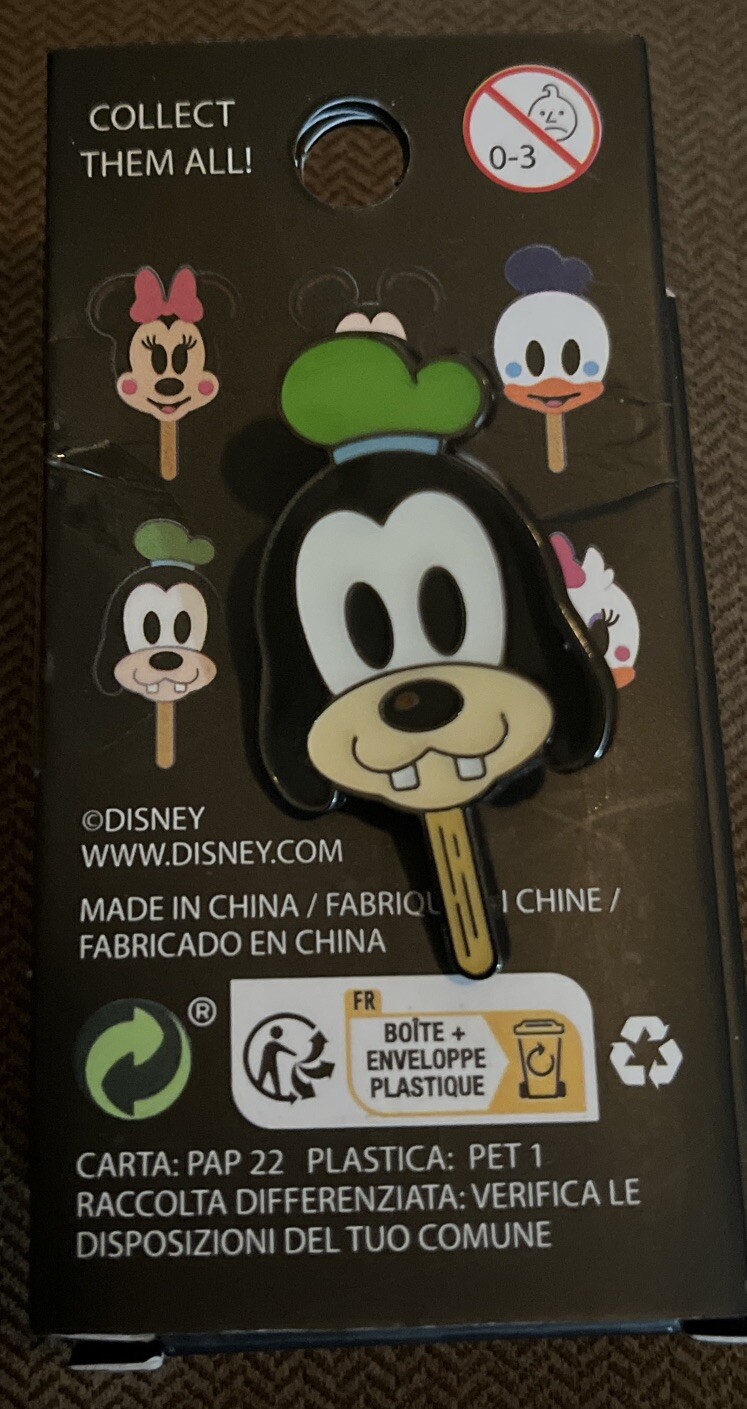 COLLECT
THEM ALL!
0-3
©DISNEY
WWW.DISNEY.COM
MADE IN CHINA / CHINE /
FABRICADO EN CHINA
®
FR
BOÎTE +
ENVELOPPE
PLASTIQUE
CARTA: PAP 22 PLASTICA: PET 1
RACCOLTA DIFFERENZIATA: VERIFICA LE
DISPOSIZIONI DEL TUO COMUNE